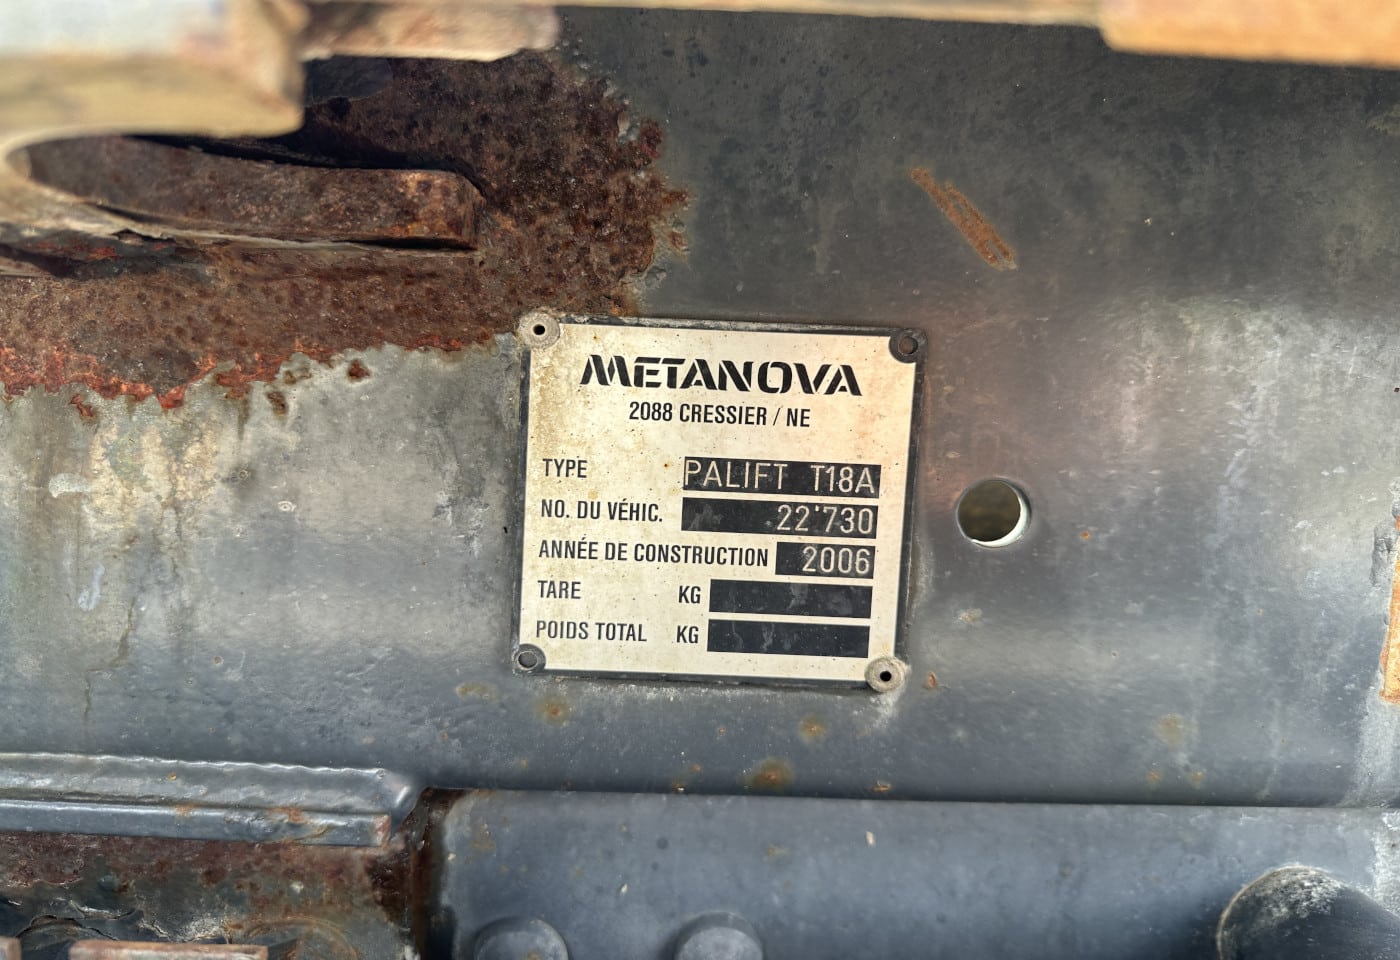 METANOVA
2088 CRESSIER / NE
TYPE PALIFT T18A
NO. DU VÉHIC. 22'730
ANNÉE DE CONSTRUCTION 2006
TARE KG
POIDS TOTAL KG